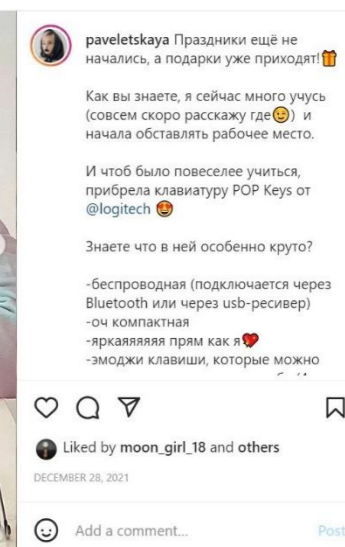 paveletskaya Праздники ещё не
начались, а подарки уже приходят!🎁
Как вы знаете, я сейчас много учусь
(совсем скоро расскажу где😉) и
начала обставлять рабочее место.
И чтоб было повеселее учиться,
прибрела клавиатуру POP Keys от
@logitech 🤩
Знаете что в ней особенно круто?
-беспроводная (подключается через
Bluetooth или через usb-ресивер)
-оч компактная
-яркаяяяяяя прям как я💖
-эмоджи клавиши, которые можно
Liked by moon_girl_18 and others
DECEMBER 28, 2021
Add a comment...
Post